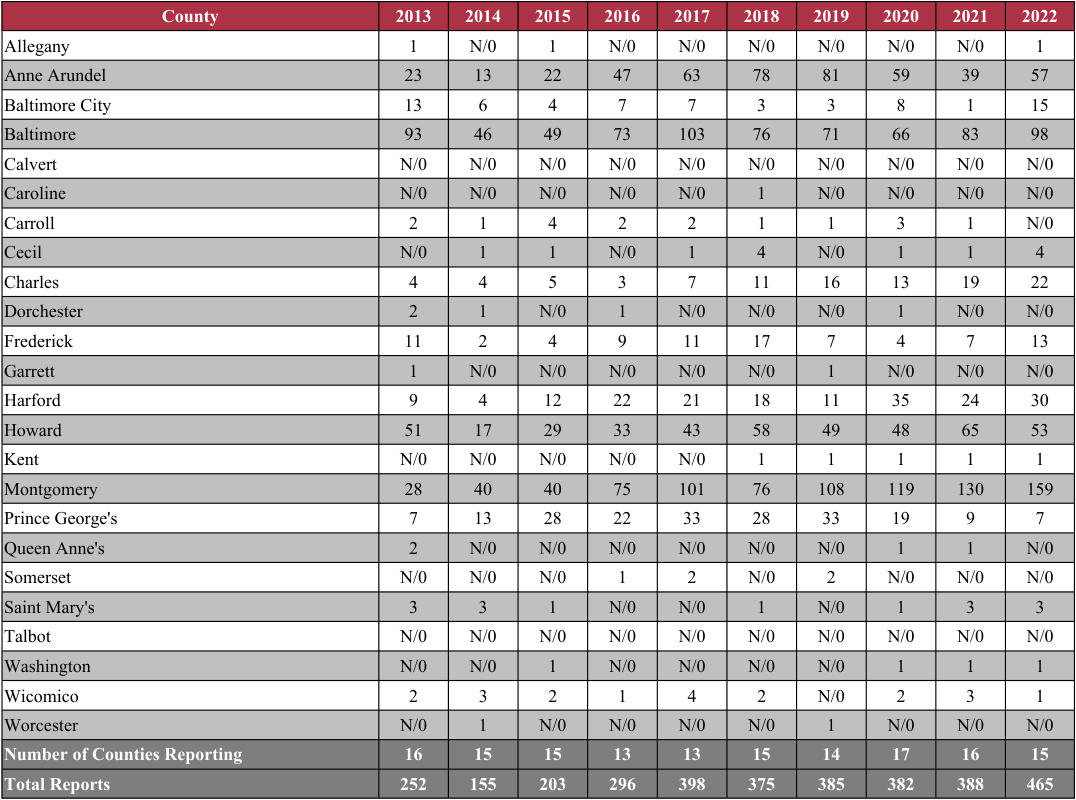 County 2013 2014 2015 2016 2017 2018 2019 2020 2021 2022
Allegany 1 N/0 1 N/0 N/0 N/0 N/0 N/0 N/0 1
Anne Arundel 23 13 22 47 63 78 81 59 39 57
Baltimore City 13 6 4 7 7 3 3 8 1 15
Baltimore 93 46 49 73 103 76 71 66 83 98
Calvert N/0 N/0 N/0 N/0 N/0 N/0 N/0 N/0 N/0 N/0
Caroline N/0 N/0 N/0 N/0 N/0 1 N/0 N/0 N/0 N/0
Carroll 2 1 4 2 2 1 1 3 1 N/0
Cecil N/0 1 1 N/0 1 4 N/0 1 1 4
Charles 4 4 5 3 7 11 16 13 19 22
Dorchester 2 1 N/0 1 N/0 N/0 N/0 1 N/0 N/0
Frederick 11 2 4 9 11 17 7 4 7 13
Garrett 1 N/0 N/0 N/0 N/0 N/0 1 N/0 N/0 N/0
Harford 9 4 12 22 21 18 11 35 24 30
Howard 51 17 29 33 43 58 49 48 65 53
Kent N/0 N/0 N/0 N/0 N/0 1 1 1 1 1
Montgomery 28 40 40 75 101 76 108 119 130 159
Prince George's 7 13 28 22 33 28 33 19 9 7
Queen Anne's 2 N/0 N/0 N/0 N/0 N/0 N/0 1 1 N/0
Somerset N/0 N/0 N/0 1 2 N/0 2 N/0 N/0 N/0
Saint Mary's 3 3 1 N/0 N/0 1 N/0 1 3 3
Talbot N/0 N/0 N/0 N/0 N/0 N/0 N/0 N/0 N/0 N/0
Washington N/0 N/0 1 N/0 N/0 N/0 N/0 1 1 1
Wicomico 2 3 2 1 4 2 N/0 2 3 1
Worcester N/0 1 N/0 N/0 N/0 N/0 1 N/0 N/0 N/0
Number of Counties Reporting 16 15 15 13 13 15 14 17 16 15
Total Reports 252 155 203 296 398 375 385 382 388 465